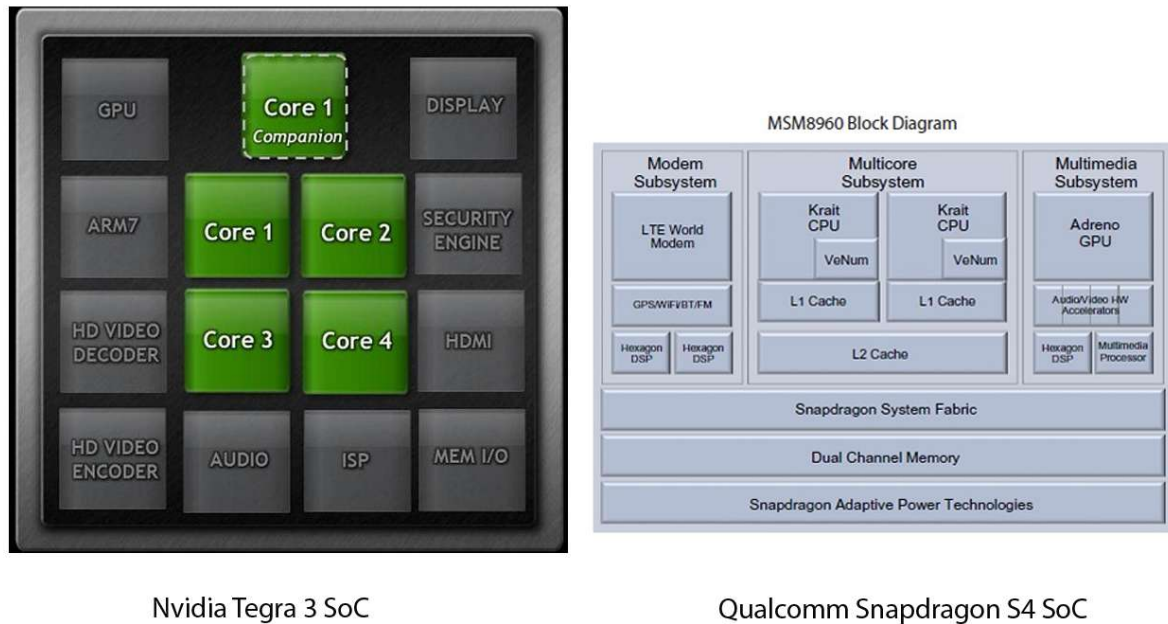 GPU
Core 1
Companion
DISPLAY
ARM7
Core 1
Core 2
SECURITY
ENGINE
HD VIDEO
DECODER
Core 3
Core 4
HDMI
HD VIDEO
ENCODER
AUDIO
ISP
MEM I/O
Nvidia Tegra 3 SoC
MSM8960 Block Diagram
Modem
Subsystem
LTE World
Modem
GPS/WiFi/BT/FM
Hexagon
DSP
Hexagon
DSP
Multicore
Subsystem
Krait
CPU
VeNum
Krait
CPU
VeNum
L1 Cache
L1 Cache
L2 Cache
Multimedia
Subsystem
Adreno
GPU
Audio/Video HW
Accelerators
Hexagon
DSP
Multimedia
Processor
Snapdragon System Fabric
Dual Channel Memory
Snapdragon Adaptive Power Technologies
Qualcomm Snapdragon S4 SoC